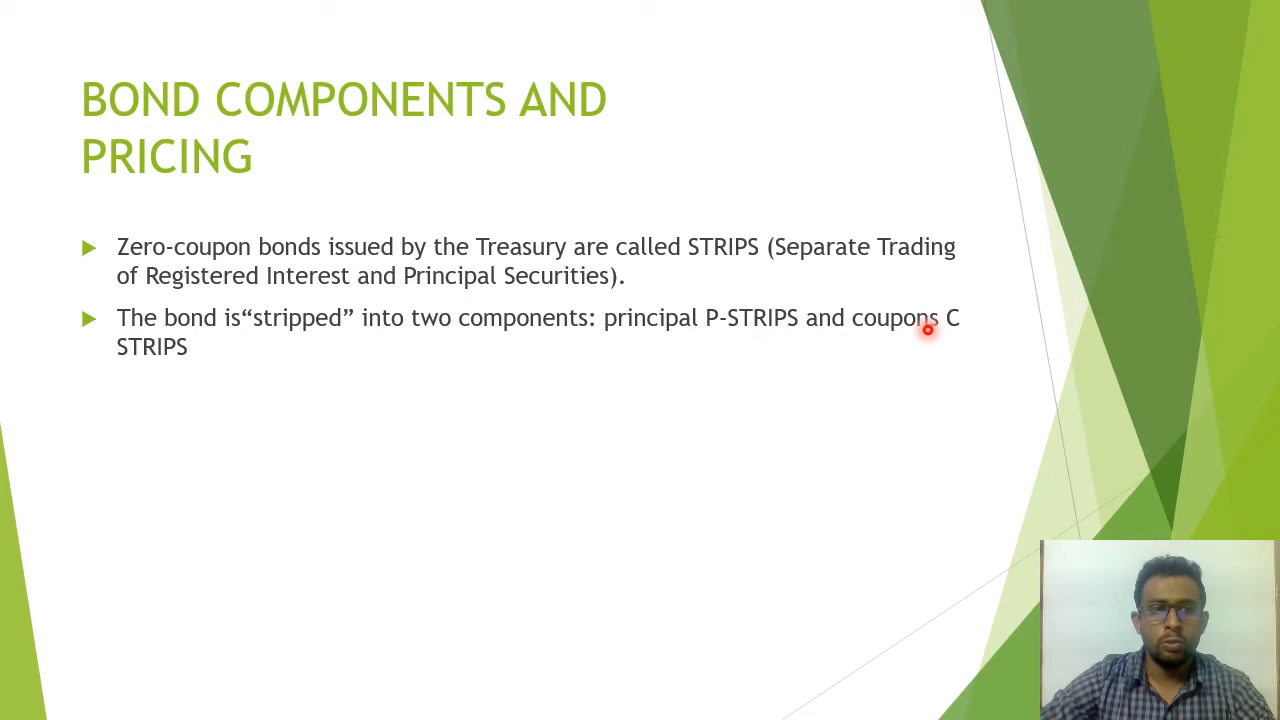 BOND COMPONENTS AND
PRICING
Zero-coupon bonds issued by the Treasury are called STRIPS (Separate Trading
of Registered Interest and Principal Securities).
The bond is“stripped” into two components: principal P-STRIPS and coupons C
STRIPS